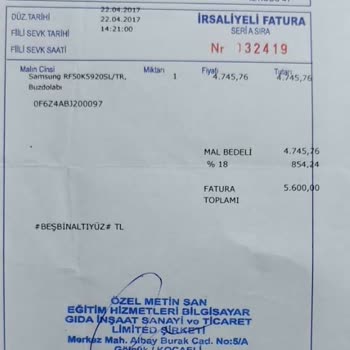 DÜZ.TARİHİ 22.04.2017
FİİLİ SEVK TARİHİ 22.04.2017
FİİLİ SEVK SAATİ 14:21:00
İRSALİYELİ FATURA
SERİ A SIRA
Nr 032419
Malın Cinsi Miktarı Fiyatı Tutarı
Samsung RF50K5920SL/TR, 1 4.745,76 4.745,76
Buzdolabı
0F6Z4ABJ200097
MAL BEDELİ 4.745,76
% 18 854,24
FATURA 5.600,00
TOPLAMI
#BEŞBİNALTIYÜZ# TL
ÖZEL METİN SAN
EĞİTİM HİZMETLERİ BİLGİSAYAR
GIDA İNŞAAT SANAYİ ve TİCARET
LİMİTED ŞİRKETİ
Merkez Mah. Albay Burak Cad. No:5/A
Gölcük / KOCAELİ